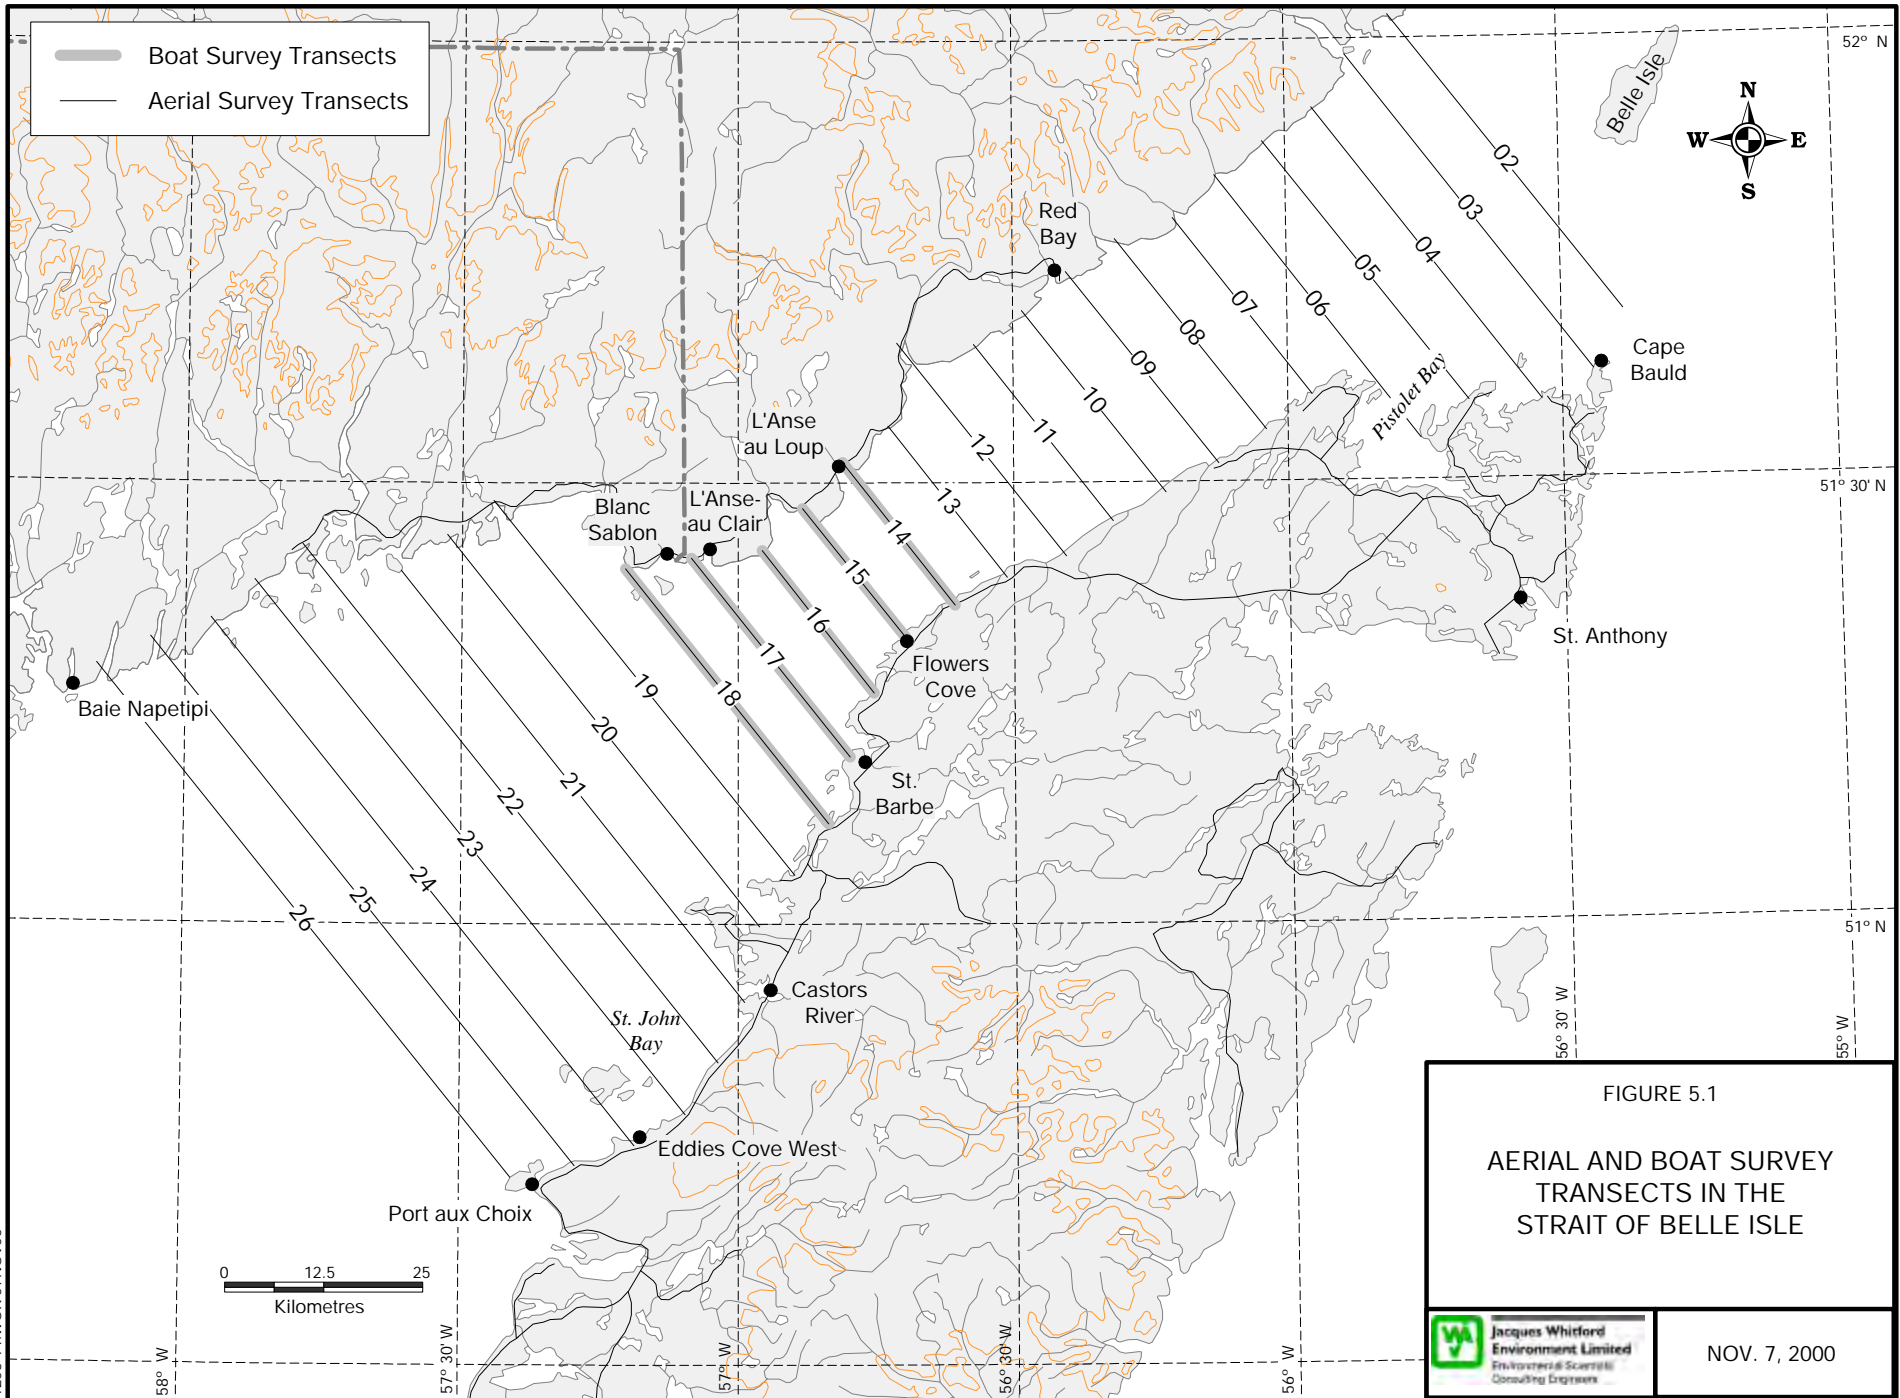 Boat Survey Transects
Aerial Survey Transects
52° N
Belle Isle
N
W E
S
02
03
04
05
06
07
08
09
10
11
12
13
14
15
16
17
18
19
20
21
22
23
24
25
26
Red
Bay
Cape
Bauld
Pistolet Bay
L'Anse
au Loup
51° 30' N
Blanc
Sablon
L'Anse-
au Clair
St. Anthony
Flowers
Cove
Baie Napetipi
St.
Barbe
51° N
Castors
River
St. John
Bay
Eddies Cove West
Port aux Choix
0 12.5 25
Kilometres
58° W
57° 30' W
57° W
56° 30' W
56° W
56° 30' W
55° W
FIGURE 5.1
AERIAL AND BOAT SURVEY
TRANSECTS IN THE
STRAIT OF BELLE ISLE
Jacques Whitford
Environment Limited
Environmental Scientists
Consulting Engineers
NOV. 7, 2000